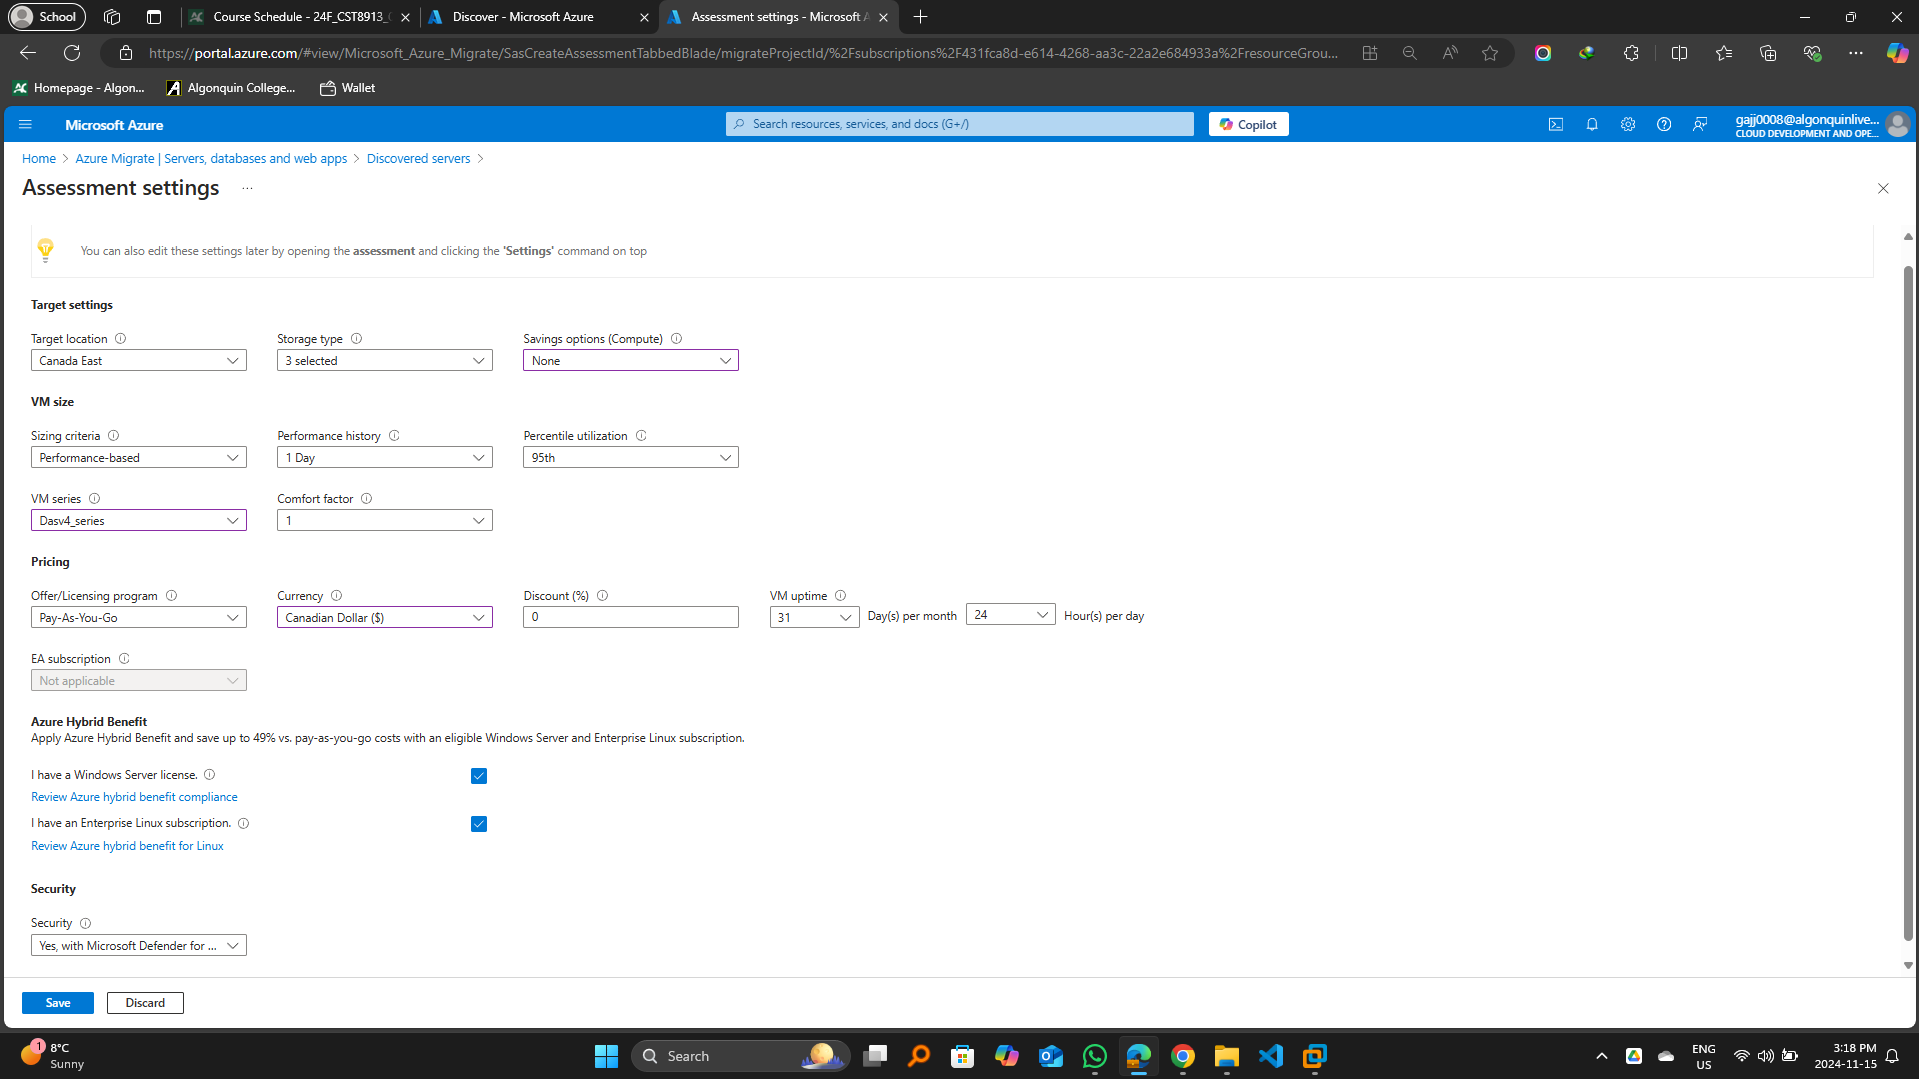 School
Course Schedule - 24F_CST8913_
Discover - Microsoft Azure
Assessment settings - Microsoft A
https://portal.azure.com/#view/Microsoft_Azure_Migrate/SasCreateAssessmentTabbedBlade/migrateProjectId/%2Fsubscriptions%2F431fca8d-e614-4268-aa3c-22a2e684933a%2FresourceGrou...
Homepage - Algon...
Algonquin College...
Wallet
Microsoft Azure
Search resources, services, and docs (G+/)
Copilot
gajj0008@algonquinlive...
CLOUD DEVELOPMENT AND OPE...
Home > Azure Migrate | Servers, databases and web apps > Discovered servers >
Assessment settings ...
You can also edit these settings later by opening the assessment and clicking the 'Settings' command on top
Target settings
Target location Storage type Savings options (Compute)
Canada East 3 selected None
VM size
Sizing criteria Performance history Percentile utilization
Performance-based 1 Day 95th
VM series Comfort factor
Dasv4_series 1
Pricing
Offer/Licensing program Currency Discount (%) VM uptime
Pay-As-You-Go Canadian Dollar ($) 0 31 Day(s) per month 24 Hour(s) per day
EA subscription
Not applicable
Azure Hybrid Benefit
Apply Azure Hybrid Benefit and save up to 49% vs. pay-as-you-go costs with an eligible Windows Server and Enterprise Linux subscription.
I have a Windows Server license.
Review Azure hybrid benefit compliance
I have an Enterprise Linux subscription.
Review Azure hybrid benefit for Linux
Security
Security
Yes, with Microsoft Defender for ...
Save Discard
1
8°C
Sunny
Search
ENG
US
3:18 PM
2024-11-15